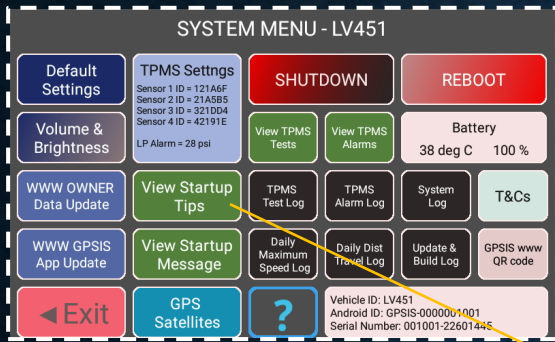 SYSTEM MENU - LV451
Default
Settings
TPMS Settngs
Sensor 1 ID = 121A6F
Sensor 2 ID = 21A5B5
Sensor 3 ID = 321DD4
Sensor 4 ID = 42191E
LP Alarm = 28 psi
SHUTDOWN
REBOOT
Volume &
Brightness
View TPMS
Tests
View TPMS
Alarms
Battery
38 deg C 100 %
WWW OWNER
Data Update
View Startup
Tips
TPMS
Test Log
TPMS
Alarm Log
System
Log
T&Cs
WWW GPSIS
App Update
View Startup
Message
Daily
Maximum
Speed Log
Daily Dist
Travel Log
Update &
Build Log
GPSIS www
QR code
◄Exit
GPS
Satellites
?
Vehicle ID: LV451
Android ID: GPSIS-0000001001
Serial Number: 001001-22601445